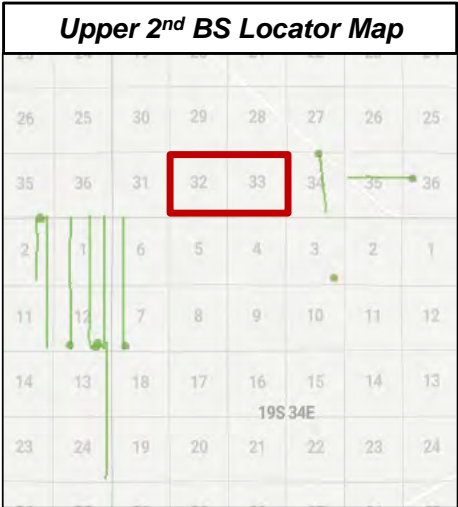 Upper 2nd BS Locator Map
26 25 30 29 28 27 26 25
35 36 31 32 33 34 35 36
2 1 6 5 4 3 2 1
11 12 7 8 9 10 11 12
14 13 18 17 16 15 14 13
19S 34E
23 24 19 20 21 22 23 24